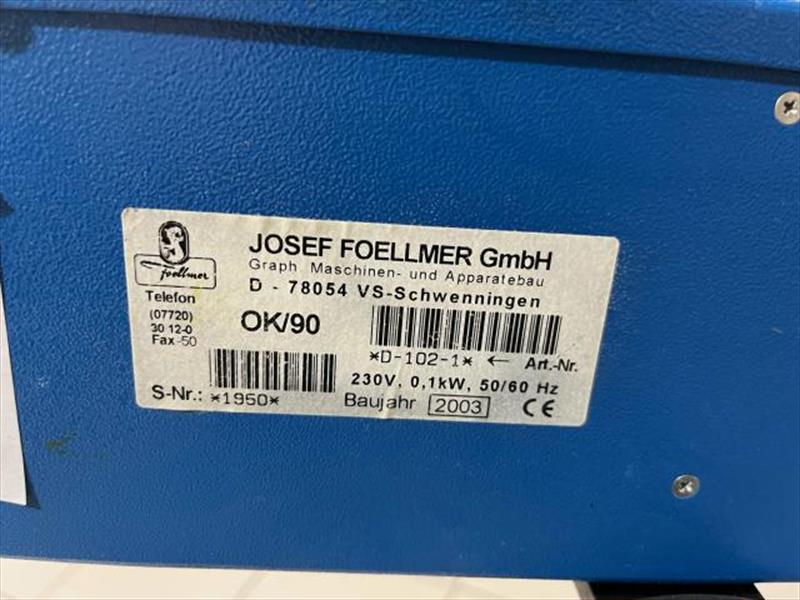 JOSEF FOELLMER GmbH
Graph Maschinen- und Apparatebau
D - 78054 VS-Schwenningen
Foellmer
Telefon
(07720)
30 12-0
Fax -50
OK/90
*D-102-1* ← Art.-Nr.
230V, 0,1kW, 50/60 Hz
S-Nr.: *1950*
Baujahr 2003 CE